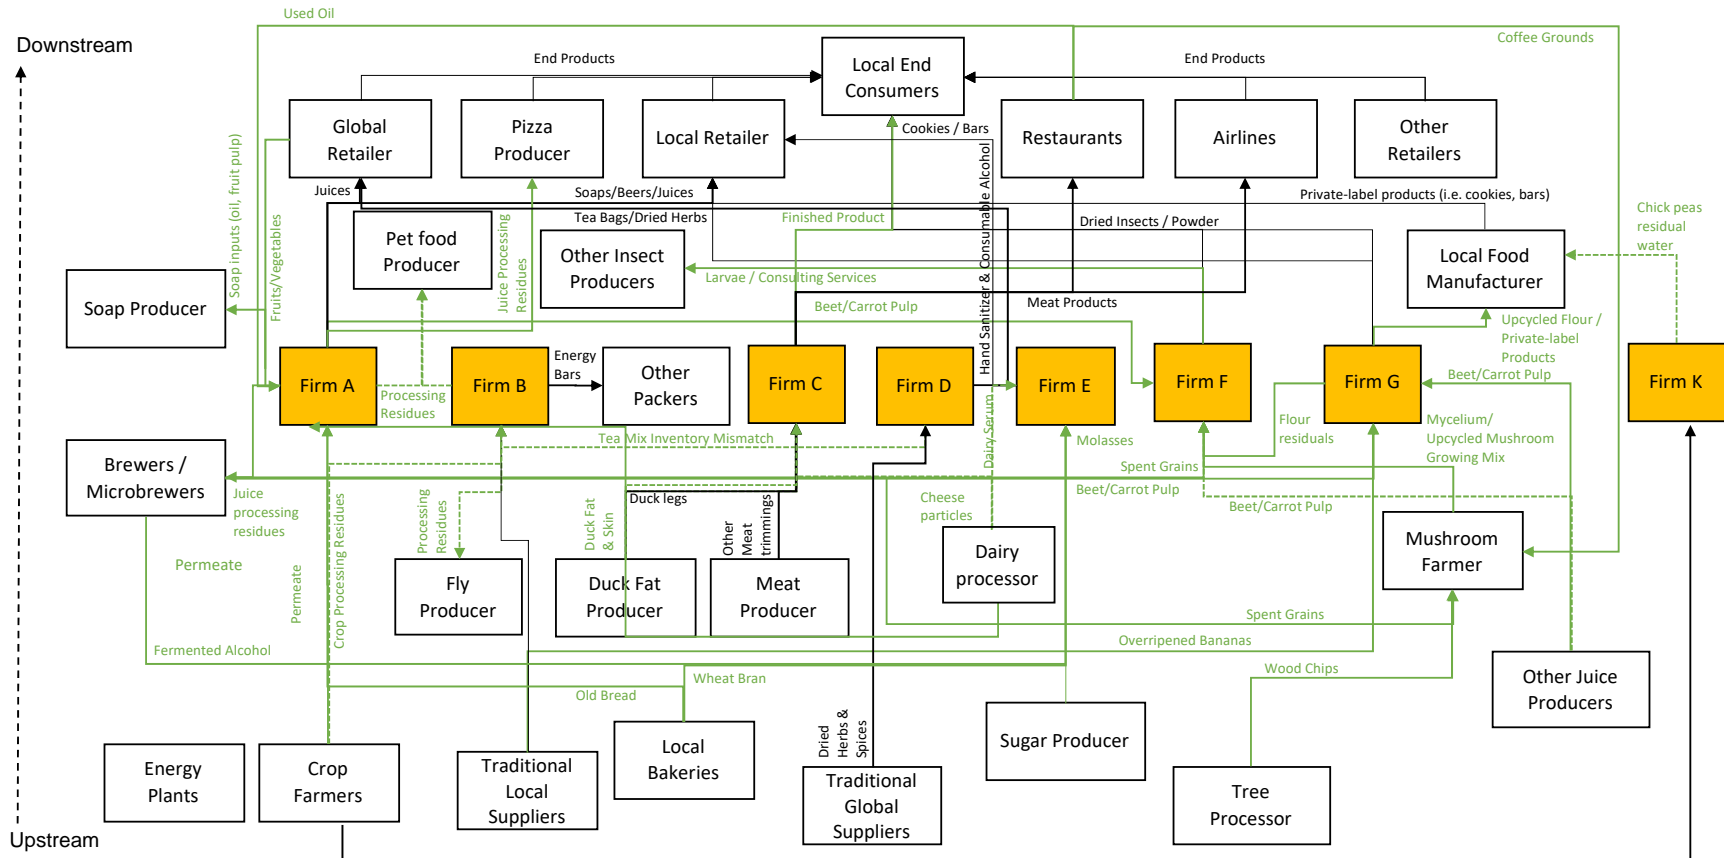 Used Oil
Downstream
Coffee Grounds
End Products
Local End
Consumers
End Products
Global
Retailer
Pizza
Producer
Local Retailer
Cookies / Bars
Restaurants
Airlines
Other
Retailers
Soap inputs (oil, fruit pulp)
Fruits/Vegetables
Juices
Soaps/Beers/Juices
Private-label products (i.e. cookies, bars)
Tea Bags/Dried Herbs
Finished Product
Hand Sanitizer & Consumable Alcohol
Dried Insects / Powder
Chick peas
residual
water
Pet food
Producer
Juice Processing
Residues
Other Insect
Producers
Larvae / Consulting Services
Local Food
Manufacturer
Soap Producer
Beet/Carrot Pulp
Meat Products
Upcycled Flour /
Private-label
Products
Firm A
Processing
Residues
Firm B
Energy
Bars
Other
Packers
Firm C
Firm D
Firm E
Firm F
Firm G
Beet/Carrot Pulp
Firm K
Dairy Serum
Molasses
Flour
residuals
Mycelium/
Upcycled Mushroom
Growing Mix
Tea Mix Inventory Mismatch
Brewers /
Microbrewers
Juice
processing
residues
Spent Grains
Beet/Carrot Pulp
Beet/Carrot Pulp
Crop Processing Residues
Processing
Residues
Duck legs
Duck Fat
& Skin
Other
Meat
trimmings
Cheese
particles
Permeate
Permeate
Fly
Producer
Duck Fat
Producer
Meat
Producer
Dairy
processor
Mushroom
Farmer
Spent Grains
Fermented Alcohol
Overripened Bananas
Wheat Bran
Old Bread
Wood Chips
Other Juice
Producers
Dried
Herbs &
Spices
Sugar Producer
Energy
Plants
Crop
Farmers
Traditional
Local
Suppliers
Local
Bakeries
Traditional
Global
Suppliers
Tree
Processor
Upstream